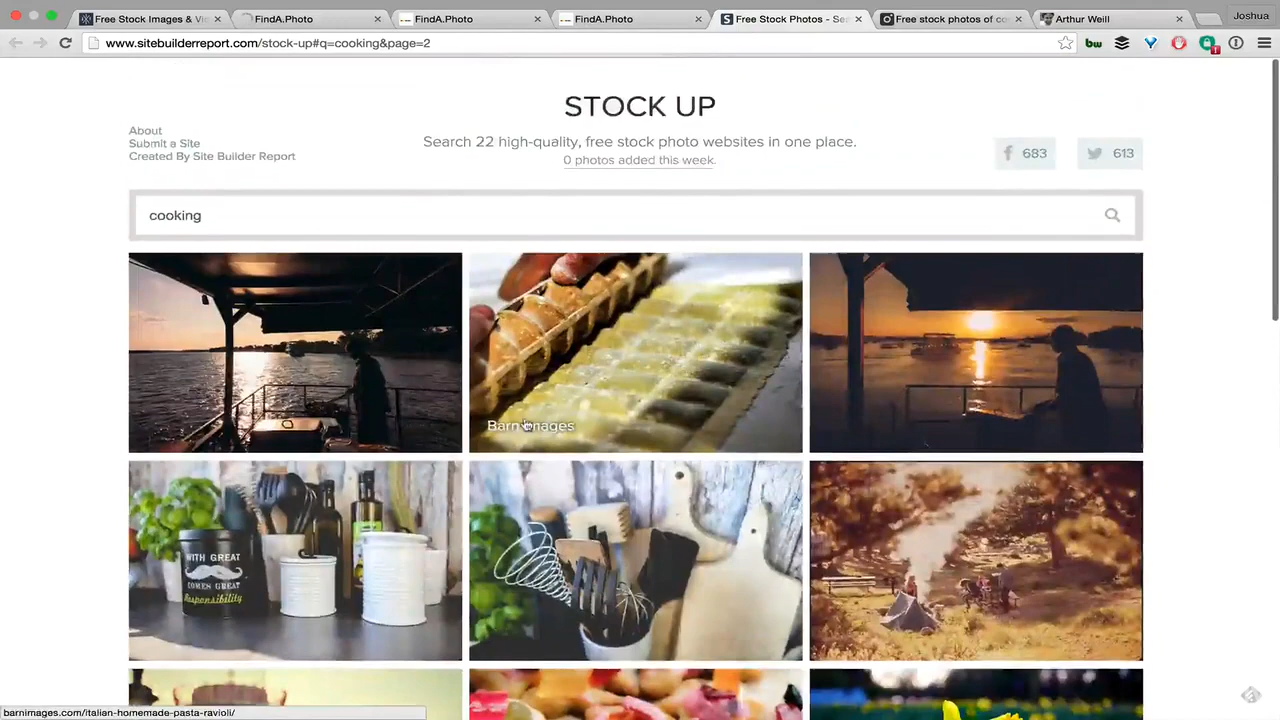 Free Stock Images & Vi
FindA.Photo
FindA.Photo
FindA.Photo
Free Stock Photos - Se
Free stock photos of co
Arthur Weill
Joshua
www.sitebuilderreport.com/stock-up#q=cooking&page=2
bw
STOCK UP
About
Submit a Site
Created By Site Builder Report
Search 22 high-quality, free stock photo websites in one place.
0 photos added this week.
683
613
cooking
Barn Images
WITH GREAT
COMES GREAT
Responsibility
barnimages.com/italian-homemade-pasta-ravioli/